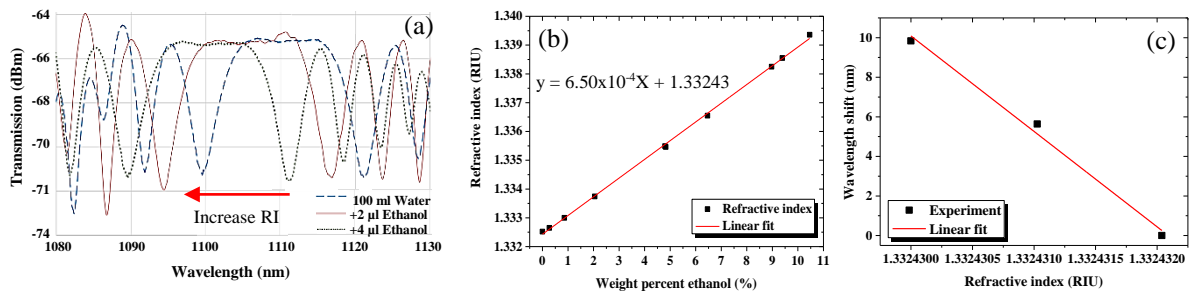 (a)
Transmission (dBm)
-64
-66
-68
-70
-71
-74
1080
1090
1100
1110
1120
1130
Wavelength (nm)
Increase RI
100 ml Water
+2 µl Ethanol
+4 µl Ethanol
(b)
Refractive index (RIU)
1.340
1.339
1.337
1.336
1.334
1.333
1.332
y = 6.50x10-4X + 1.33243
Refractive index
Linear fit
0 1 2 3 4 5 6 7 8 9 10 11
Weight percent ethanol (%)
(c)
Wavelength shift (nm)
12
10
8
6
4
2
0
Experiment
Linear fit
1.3324300
1.3324305
1.3324310
1.3324315
1.3324320
Refractive index (RIU)